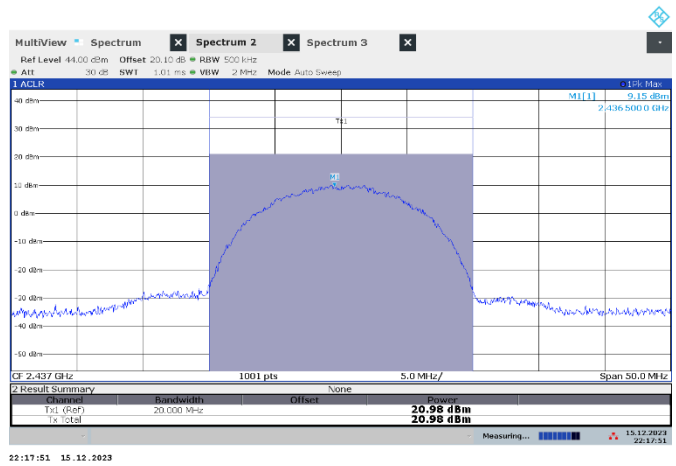 MultiView Spectrum X Spectrum 2 X Spectrum 3 X
Ref Level 44.00 dBm Offset 20.10 dB RBW 500 kHz
Att 30 dB SWT 1.01 ms VBW 2 MHz Mode Auto Sweep
1 ACLR 1Pk Max
M1[1] 9.15 dBm
2.436500 0 GHz
40 dBm
Tx1
30 dBm
20 dBm
M1
10 dBm
0 dBm
-10 dBm
-20 dBm
-30 dBm
-40 dBm
-50 dBm
CF 2.437 GHz 1001 pts 5.0 MHz/ Span 50.0 MHz
2 Result Summary None
Channel Bandwidth Offset Power
Tx1 (Ref) 20.000 MHz 20.98 dBm
Tx Total 20.98 dBm
Measuring... 15.12.2023
22:17:51
22:17:51 15.12.2023